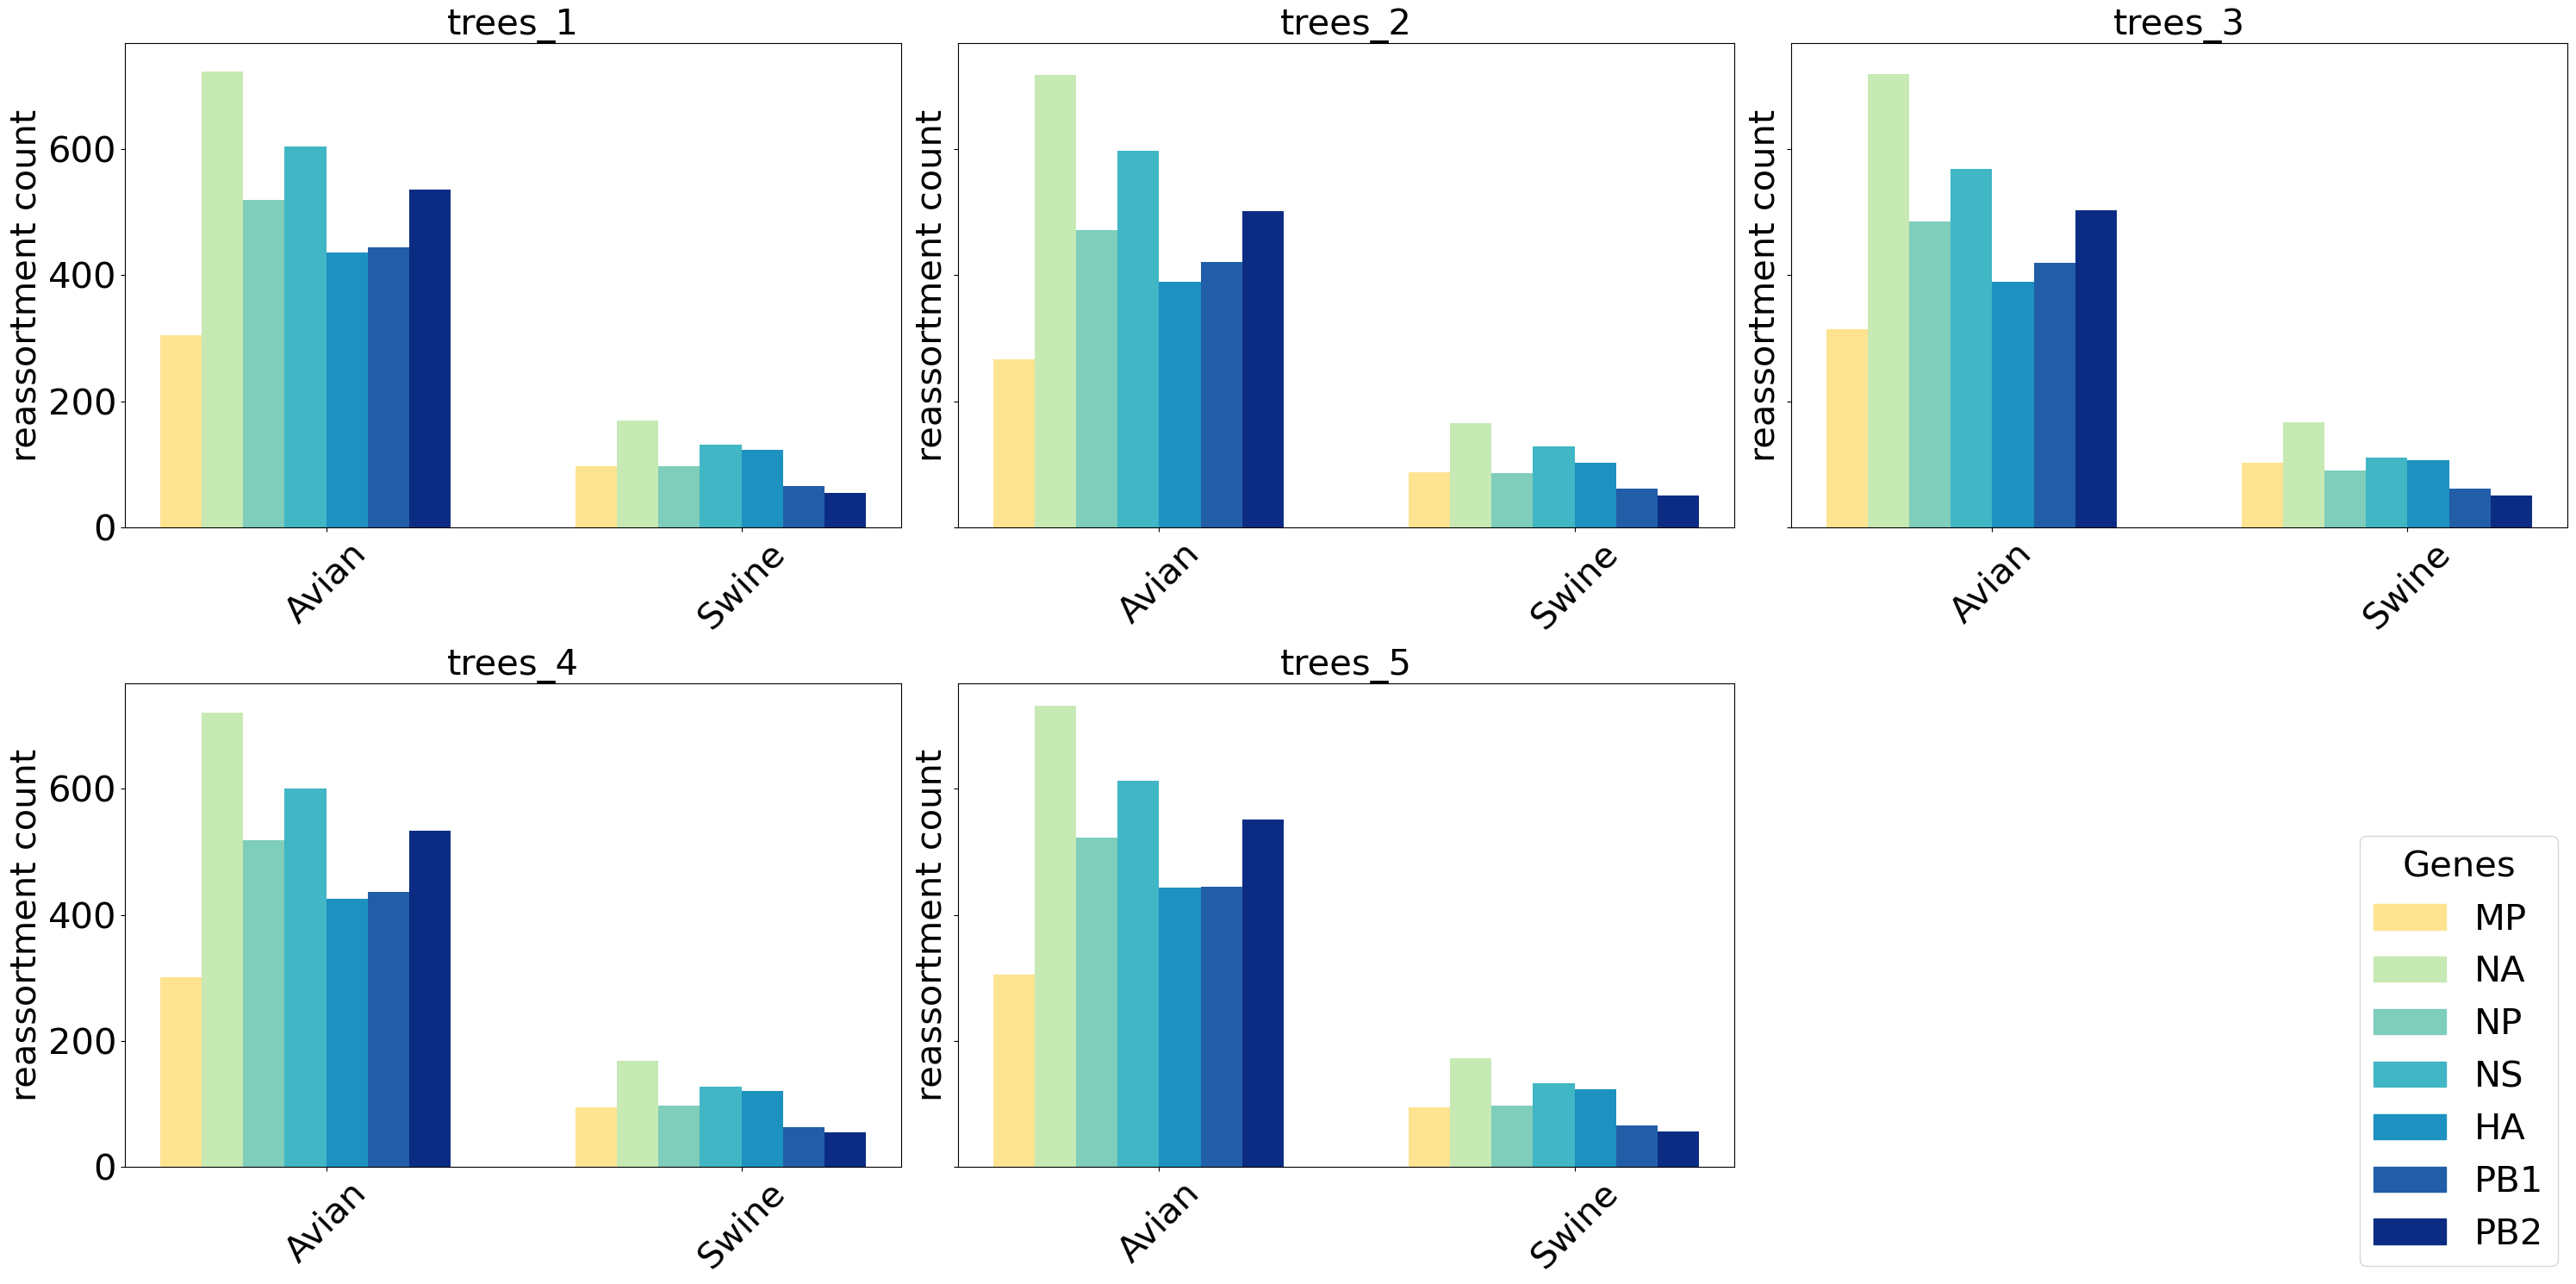 trees_1
reassortment count
600
400
200
0
Avian
Swine
trees_2
reassortment count
Avian
Swine
trees_3
reassortment count
Avian
Swine
trees_4
reassortment count
600
400
200
0
Avian
Swine
trees_5
reassortment count
Avian
Swine
Genes
MP
NA
NP
NS
HA
PB1
PB2